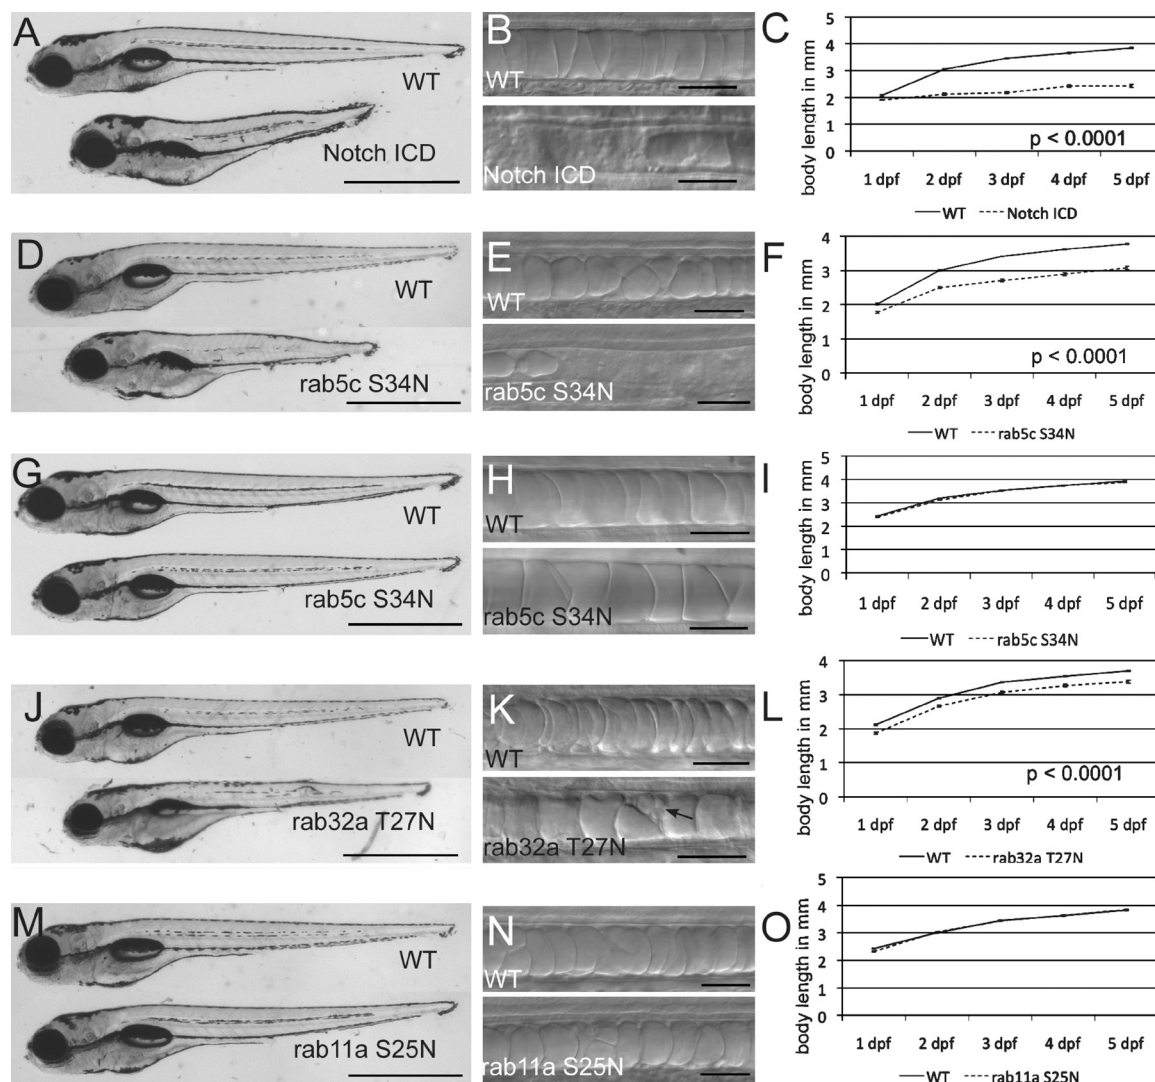 A
WT
Notch ICD
B
WT
Notch ICD
C
body length in mm
5
4
3
2
1
0
p < 0.0001
1 dpf 2 dpf 3 dpf 4 dpf 5 dpf
WT Notch ICD
D
WT
rab5c S34N
E
WT
rab5c S34N
F
body length in mm
4
3
2
1
0
p < 0.0001
1 dpf 2 dpf 3 dpf 4 dpf 5 dpf
WT rab5c S34N
G
WT
rab5c S34N
H
WT
rab5c S34N
I
body length in mm
5
4
3
2
1
0
1 dpf 2 dpf 3 dpf 4 dpf 5 dpf
WT rab5c S34N
J
WT
rab32a T27N
K
WT
rab32a T27N
L
body length in mm
4
3
2
1
0
p < 0.0001
1 dpf 2 dpf 3 dpf 4 dpf 5 dpf
WT rab32a T27N
M
WT
rab11a S25N
N
WT
rab11a S25N
O
body length in mm
5
4
3
2
1
0
1 dpf 2 dpf 3 dpf 4 dpf 5 dpf
WT rab11a S25N